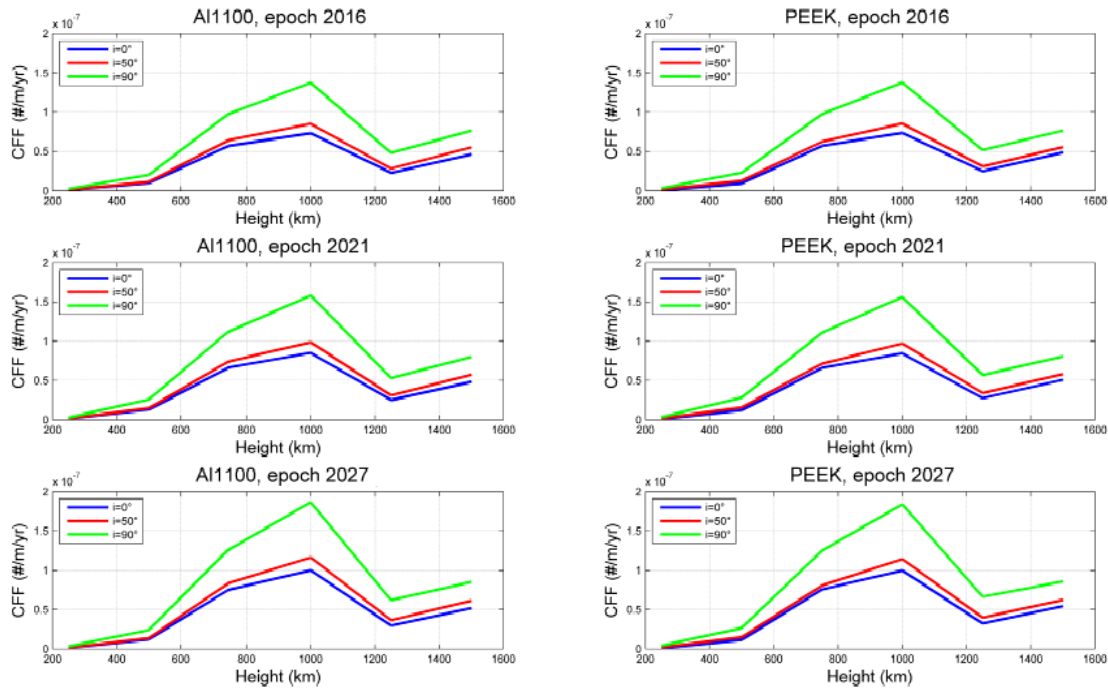 Al1100, epoch 2016
x 10⁻⁷
2
1.5
1
0.5
0
CFF (#/m/yr)
i=0°
i=50°
i=90°
200 400 600 800 1000 1200 1400 1600
Height (km)
PEEK, epoch 2016
x 10⁻⁷
2
1.5
1
0.5
0
CFF (#/m/yr)
i=0°
i=50°
i=90°
200 400 600 800 1000 1200 1400 1600
Height (km)
Al1100, epoch 2021
x 10⁻⁷
2
1.5
1
0.5
0
CFF (#/m/yr)
i=0°
i=50°
i=90°
200 400 600 800 1000 1200 1400 1600
Height (km)
PEEK, epoch 2021
x 10⁻⁷
2
1.5
1
0.5
0
CFF (#/m/yr)
i=0°
i=50°
i=90°
200 400 600 800 1000 1200 1400 1600
Height (km)
Al1100, epoch 2027
x 10⁻⁷
2
1.5
1
0.5
0
CFF (#/m/yr)
i=0°
i=50°
i=90°
200 400 600 800 1000 1200 1400 1600
Height (km)
PEEK, epoch 2027
x 10⁻⁷
2
1.5
1
0.5
0
CFF (#/m/yr)
i=0°
i=50°
i=90°
200 400 600 800 1000 1200 1400 1600
Height (km)